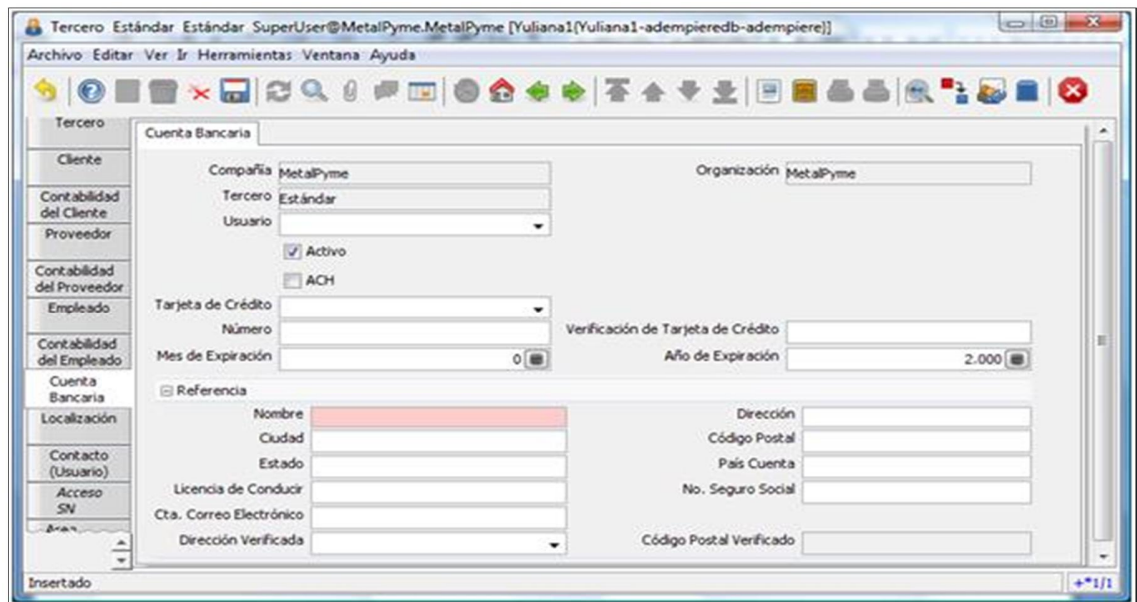 Tercero Estándar Estándar SuperUser@MetalPyme.MetalPyme [Yuliana1{Yuliana1-adempieredb-adempiere}]
Archivo Editar Ver Ir Herramientas Ventana Ayuda
Tercero
Cliente
Contabilidad
del Cliente
Proveedor
Contabilidad
del Proveedor
Empleado
Contabilidad
del Empleado
Cuenta
Bancaria
Localización
Contacto
(Usuario)
Acceso
SN
Cuenta Bancaria
Compañía MetalPyme Organización MetalPyme
Tercero Estándar
Usuario
Activo
ACH
Tarjeta de Crédito
Número Verificación de Tarjeta de Crédito
Mes de Expiración 0 Año de Expiración 2.000
Referencia
Nombre Dirección
Ciudad Código Postal
Estado País Cuenta
Licencia de Conducir No. Seguro Social
Cta. Correo Electrónico
Dirección Verificada Código Postal Verificado
Insertado +*1/1